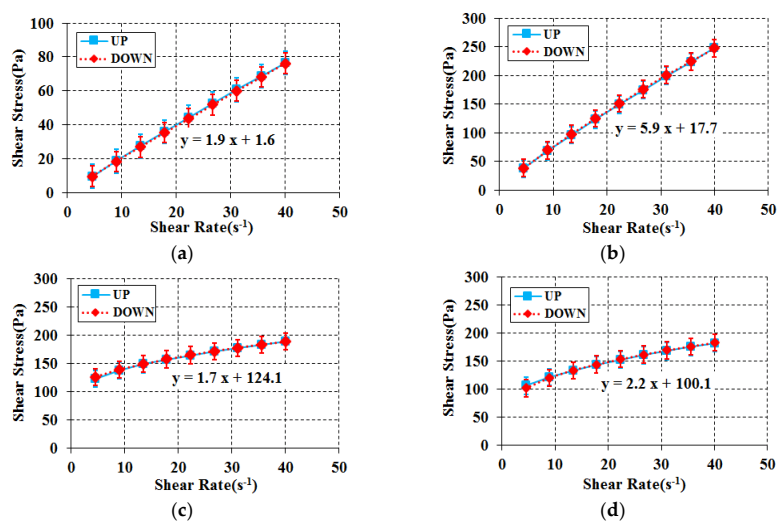 100
80
60
40
20
0
Shear Stress(Pa)
UP
DOWN
y = 1.9 x + 1.6
0 10 20 30 40 50
Shear Rate(s⁻¹)
(a)
300
250
200
150
100
50
0
Shear Stress(Pa)
UP
DOWN
y = 5.9 x + 17.7
0 10 20 30 40 50
Shear Rate(s⁻¹)
(b)
300
250
200
150
100
50
0
Shear Stress(Pa)
UP
DOWN
y = 1.7 x + 124.1
0 10 20 30 40 50
Shear Rate(s⁻¹)
(c)
300
250
200
150
100
50
0
Shear Stress(Pa)
UP
DOWN
y = 2.2 x + 100.1
0 10 20 30 40 50
Shear Rate(s⁻¹)
(d)